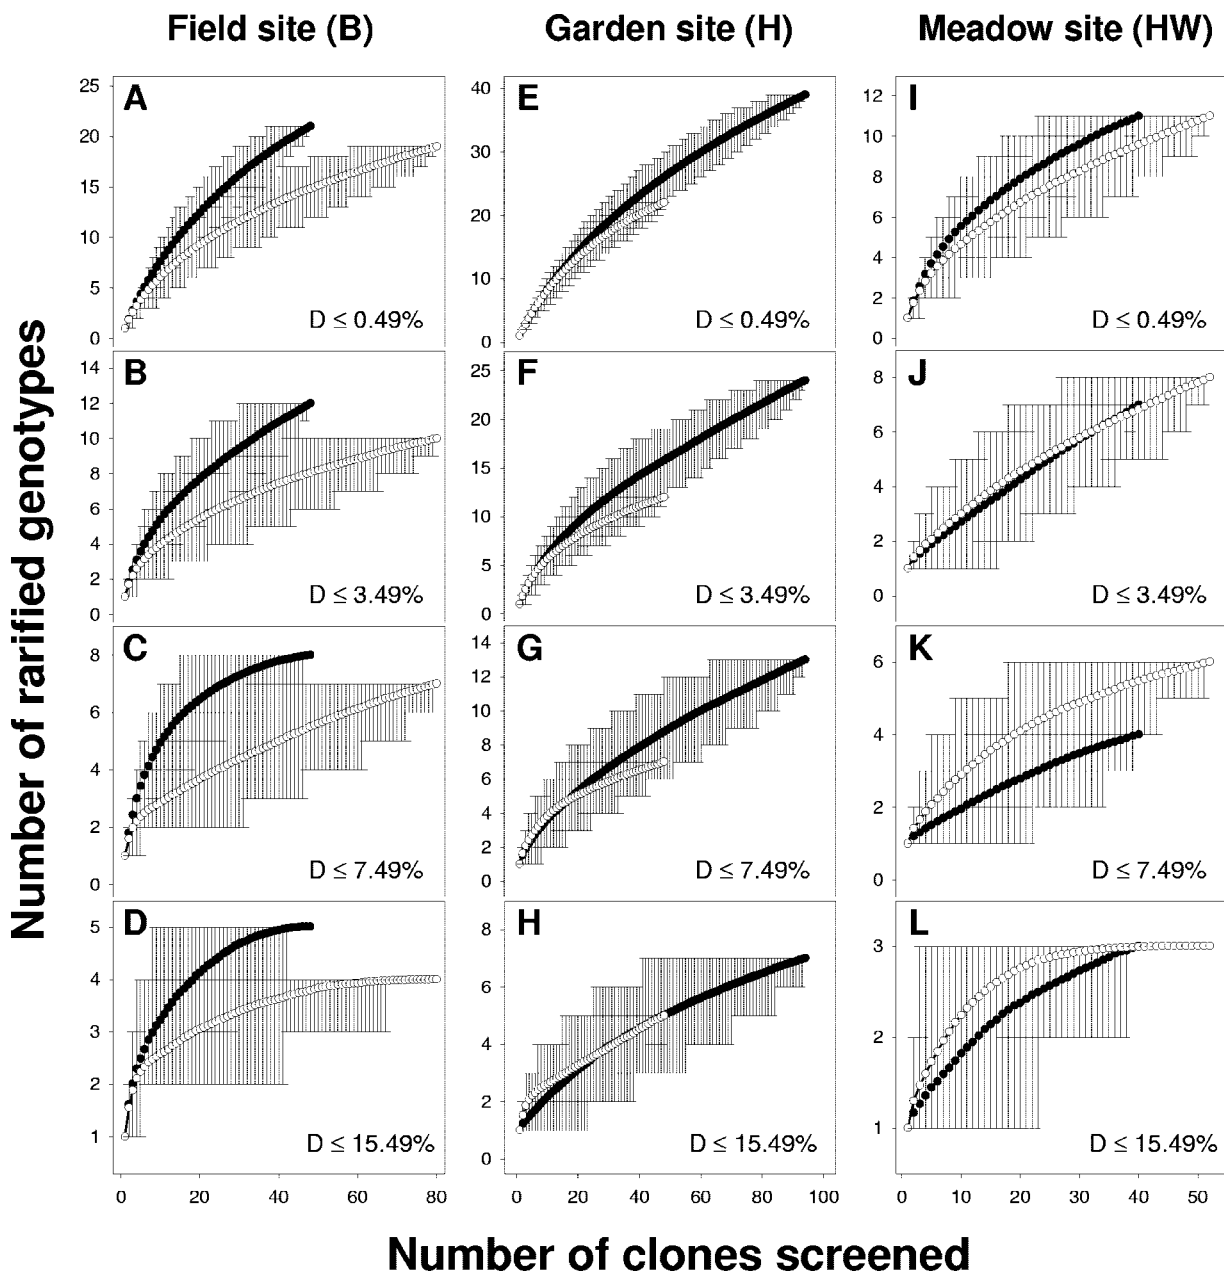 Field site (B)
Garden site (H)
Meadow site (HW)
Number of rarified genotypes
A
25
20
15
10
5
0
D ≤ 0.49%
E
40
30
20
10
0
D ≤ 0.49%
I
12
10
8
6
4
2
0
D ≤ 0.49%
B
14
12
10
8
6
4
2
0
D ≤ 3.49%
F
25
20
15
10
5
0
D ≤ 3.49%
J
8
6
4
2
0
D ≤ 3.49%
C
8
6
4
2
0
D ≤ 7.49%
G
14
12
10
8
6
4
2
0
D ≤ 7.49%
K
6
4
2
0
D ≤ 7.49%
D
5
4
3
2
1
D ≤ 15.49%
H
8
6
4
2
0
D ≤ 15.49%
L
3
2
1
D ≤ 15.49%
0 20 40 60 80
0 20 40 60 80 100
0 10 20 30 40 50
Number of clones screened